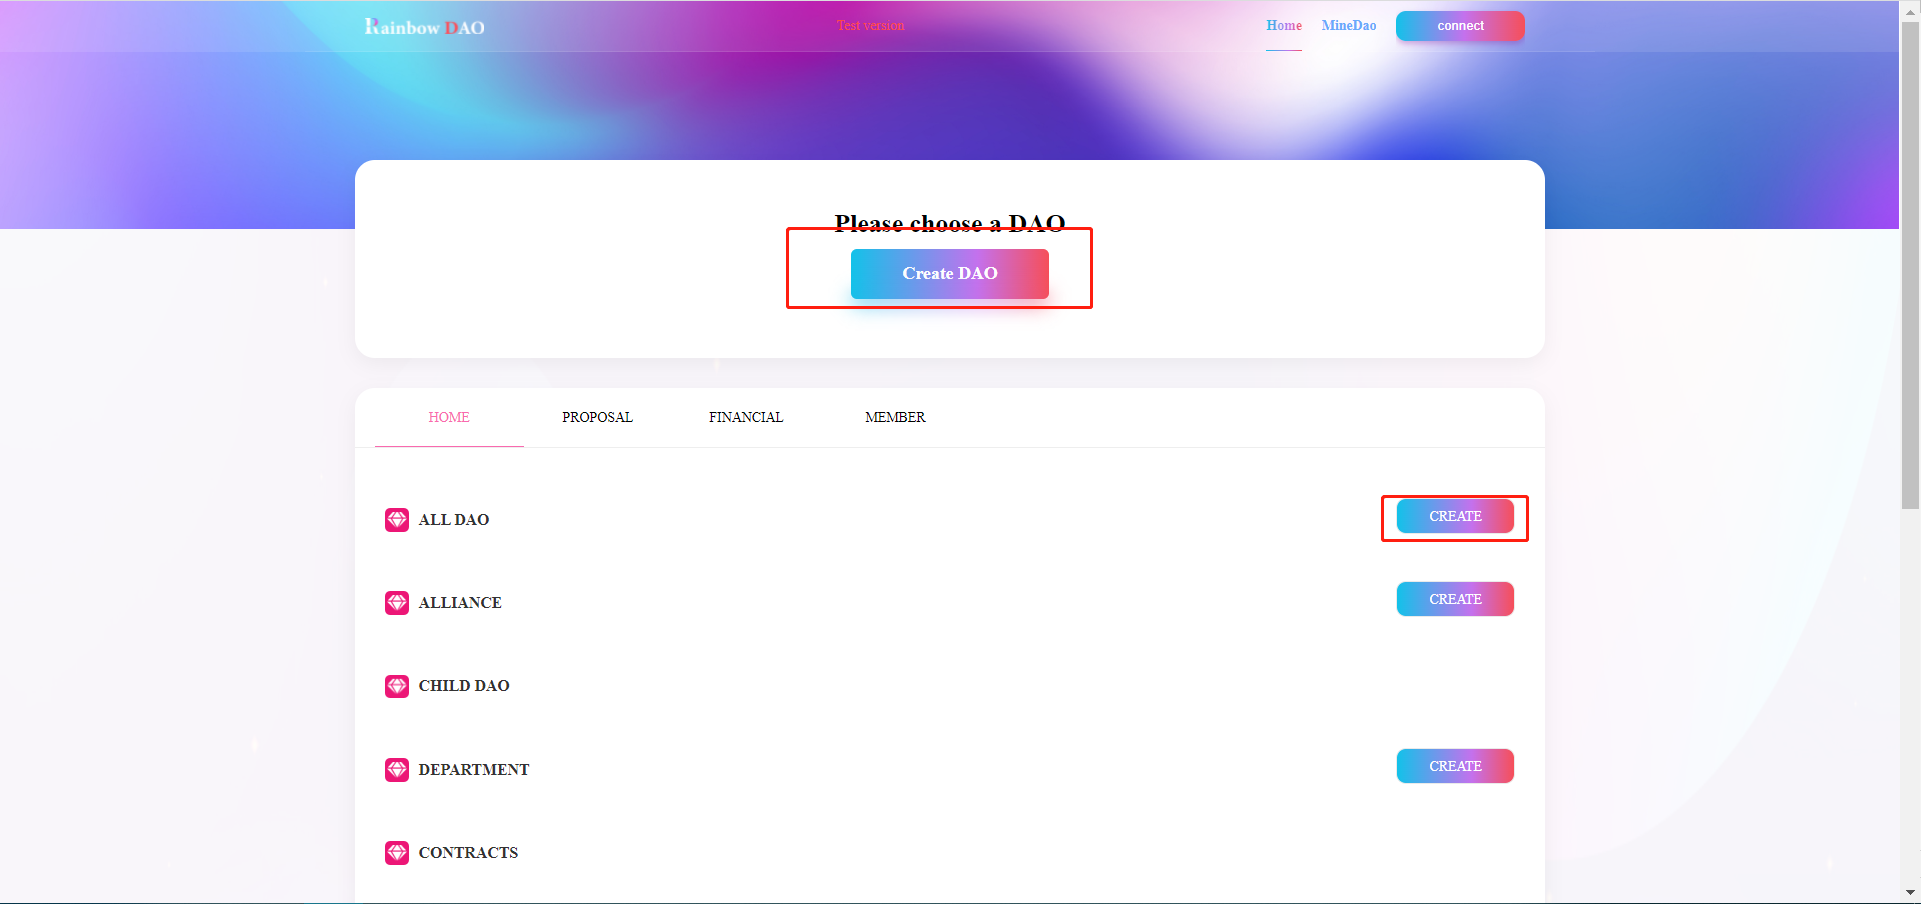 Rainbow DAO
Test version
Home
MineDao
connect
Please choose a DAO
Create DAO
HOME
PROPOSAL
FINANCIAL
MEMBER
ALL DAO
CREATE
ALLIANCE
CREATE
CHILD DAO
DEPARTMENT
CREATE
CONTRACTS